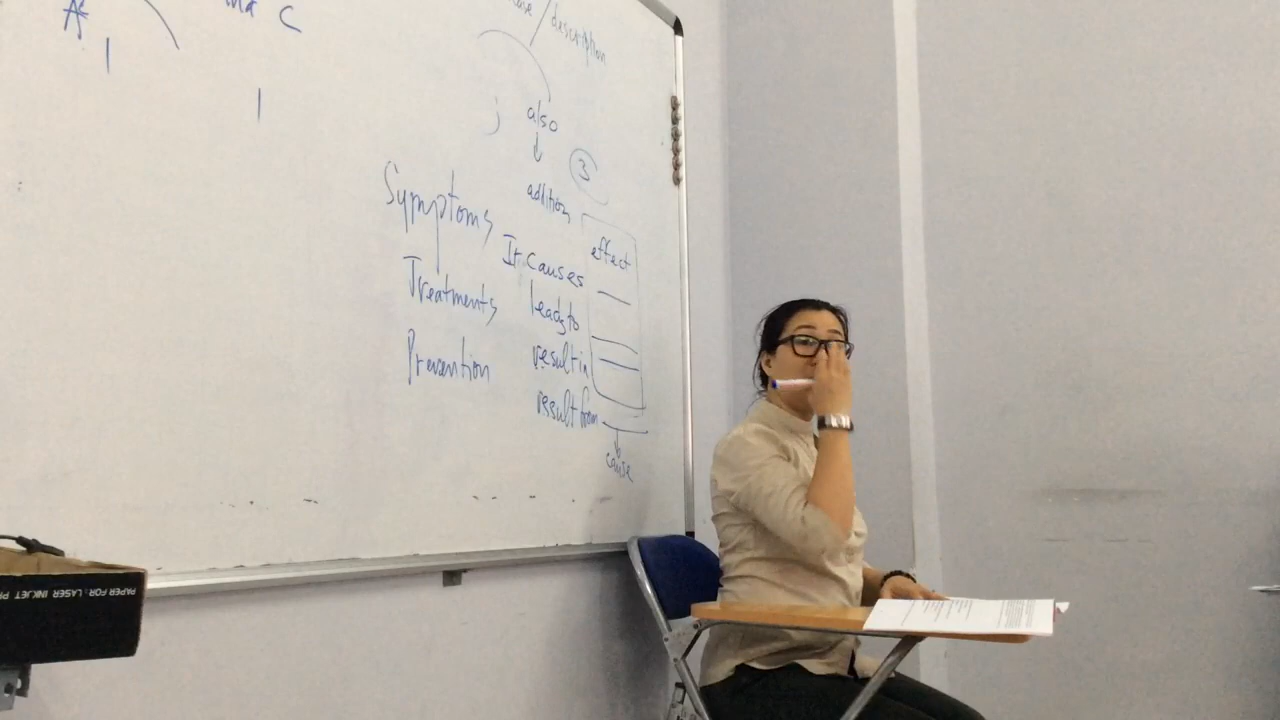 C
/ description
also
↓
③
addition
Symptoms
Treatments
Prevention
It causes
leads to
result in
result from
effect
↓
cause
PAPER FOR: LASER INKJET